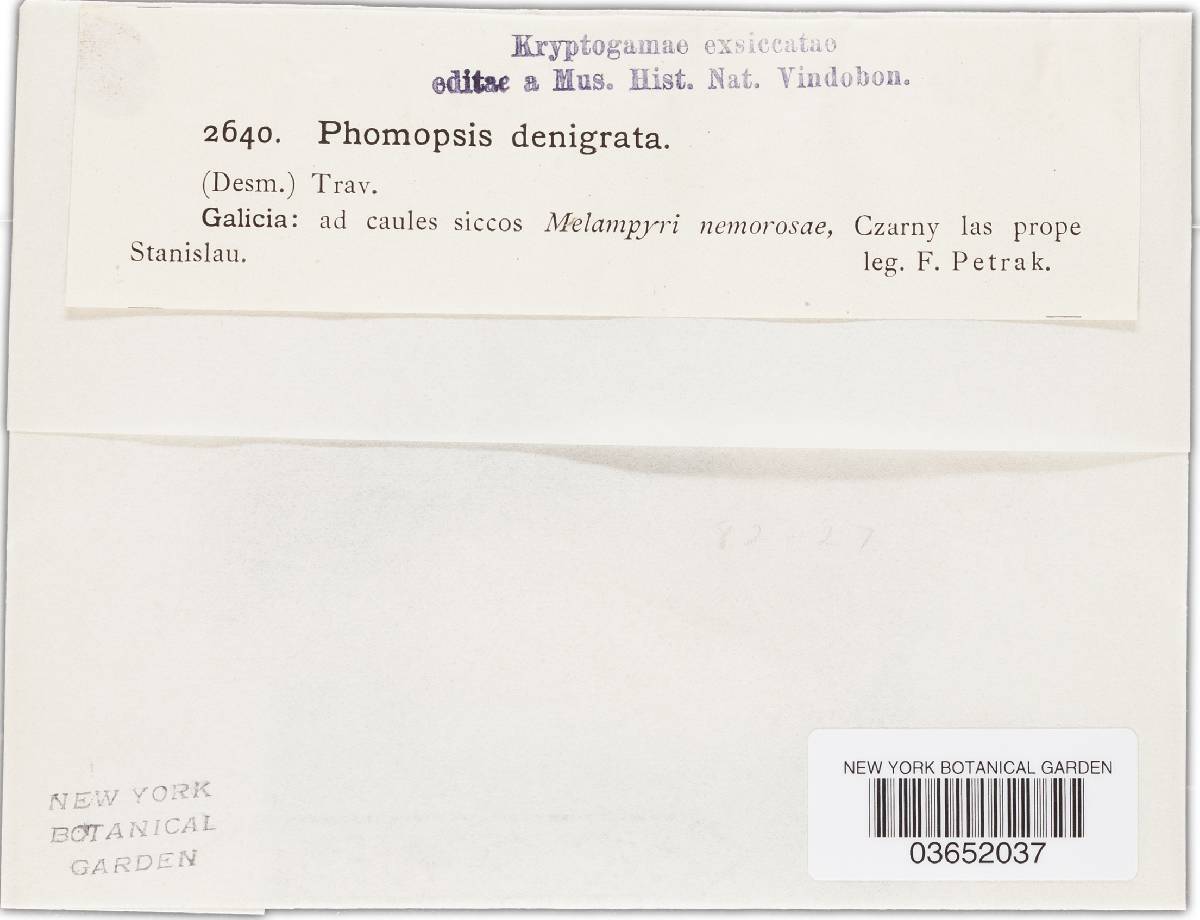 Kryptogamae exsiccatae
editae a Mus. Hist. Nat. Vindobon.
2640. Phomopsis denigrata.
(Desm.) Trav.
Galicia: ad caules siccos Melampyri nemorosae, Czarny las prope
Stanislau. leg. F. Petrak.
NEW YORK
BOTANICAL
GARDEN
NEW YORK BOTANICAL GARDEN
03652037